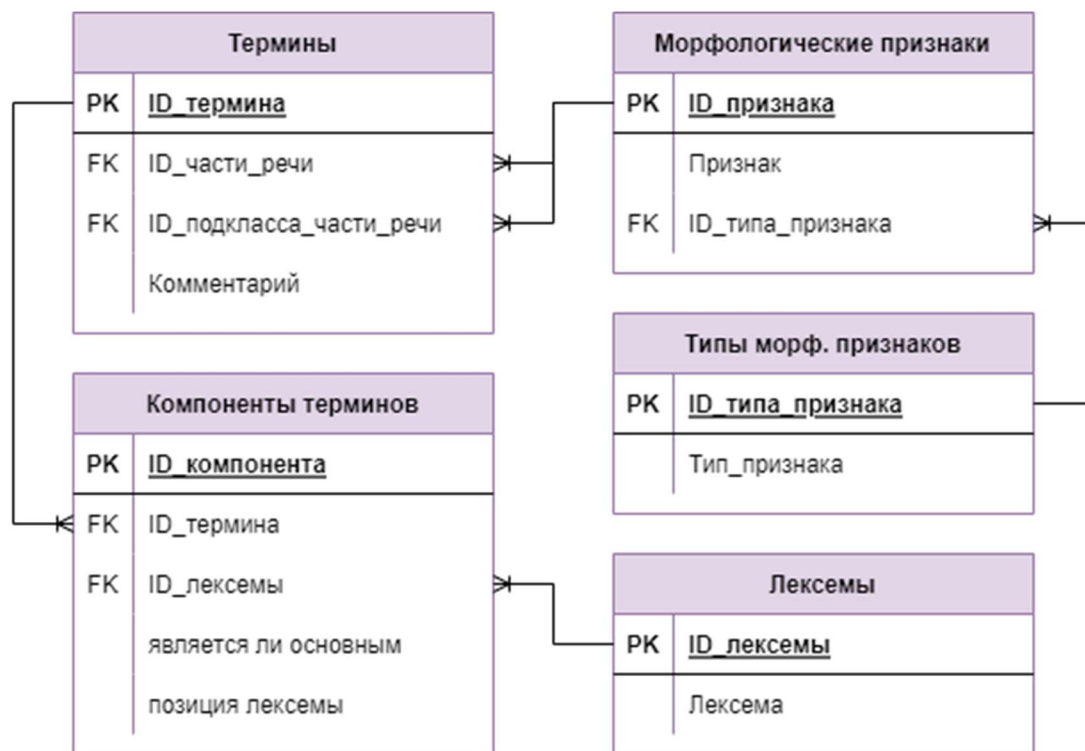 Термины
PK ID_термина
FK ID_части_речи
FK ID_подкласса_части_речи
Комментарий
Морфологические признаки
PK ID_признака
Признак
FK ID_типа_признака
Типы морф. признаков
PK ID_типа_признака
Тип_признака
Компоненты терминов
PK ID_компонента
FK ID_термина
FK ID_лексемы
является ли основным
позиция лексемы
Лексемы
PK ID_лексемы
Лексема